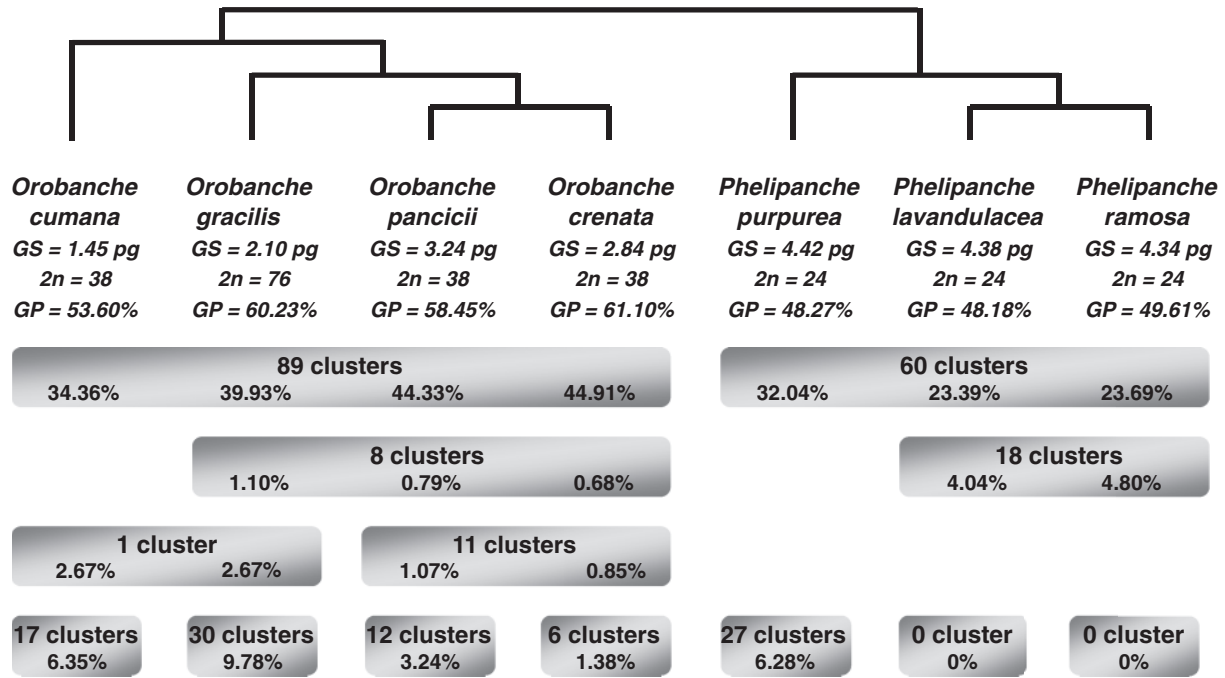 Orobanche Orobanche Orobanche Orobanche Phelipanche Phelipanche Phelipanche
cumana gracilis pancicii crenata purpurea lavandulacea ramosa
GS = 1.45 pg GS = 2.10 pg GS = 3.24 pg GS = 2.84 pg GS = 4.42 pg GS = 4.38 pg GS = 4.34 pg
2n = 38 2n = 76 2n = 38 2n = 38 2n = 24 2n = 24 2n = 24
GP = 53.60% GP = 60.23% GP = 58.45% GP = 61.10% GP = 48.27% GP = 48.18% GP = 49.61%
89 clusters 60 clusters
34.36% 39.93% 44.33% 44.91% 32.04% 23.39% 23.69%
8 clusters 18 clusters
1.10% 0.79% 0.68% 4.04% 4.80%
1 cluster 11 clusters
2.67% 2.67% 1.07% 0.85%
17 clusters 30 clusters 12 clusters 6 clusters 27 clusters 0 cluster 0 cluster
6.35% 9.78% 3.24% 1.38% 6.28% 0% 0%